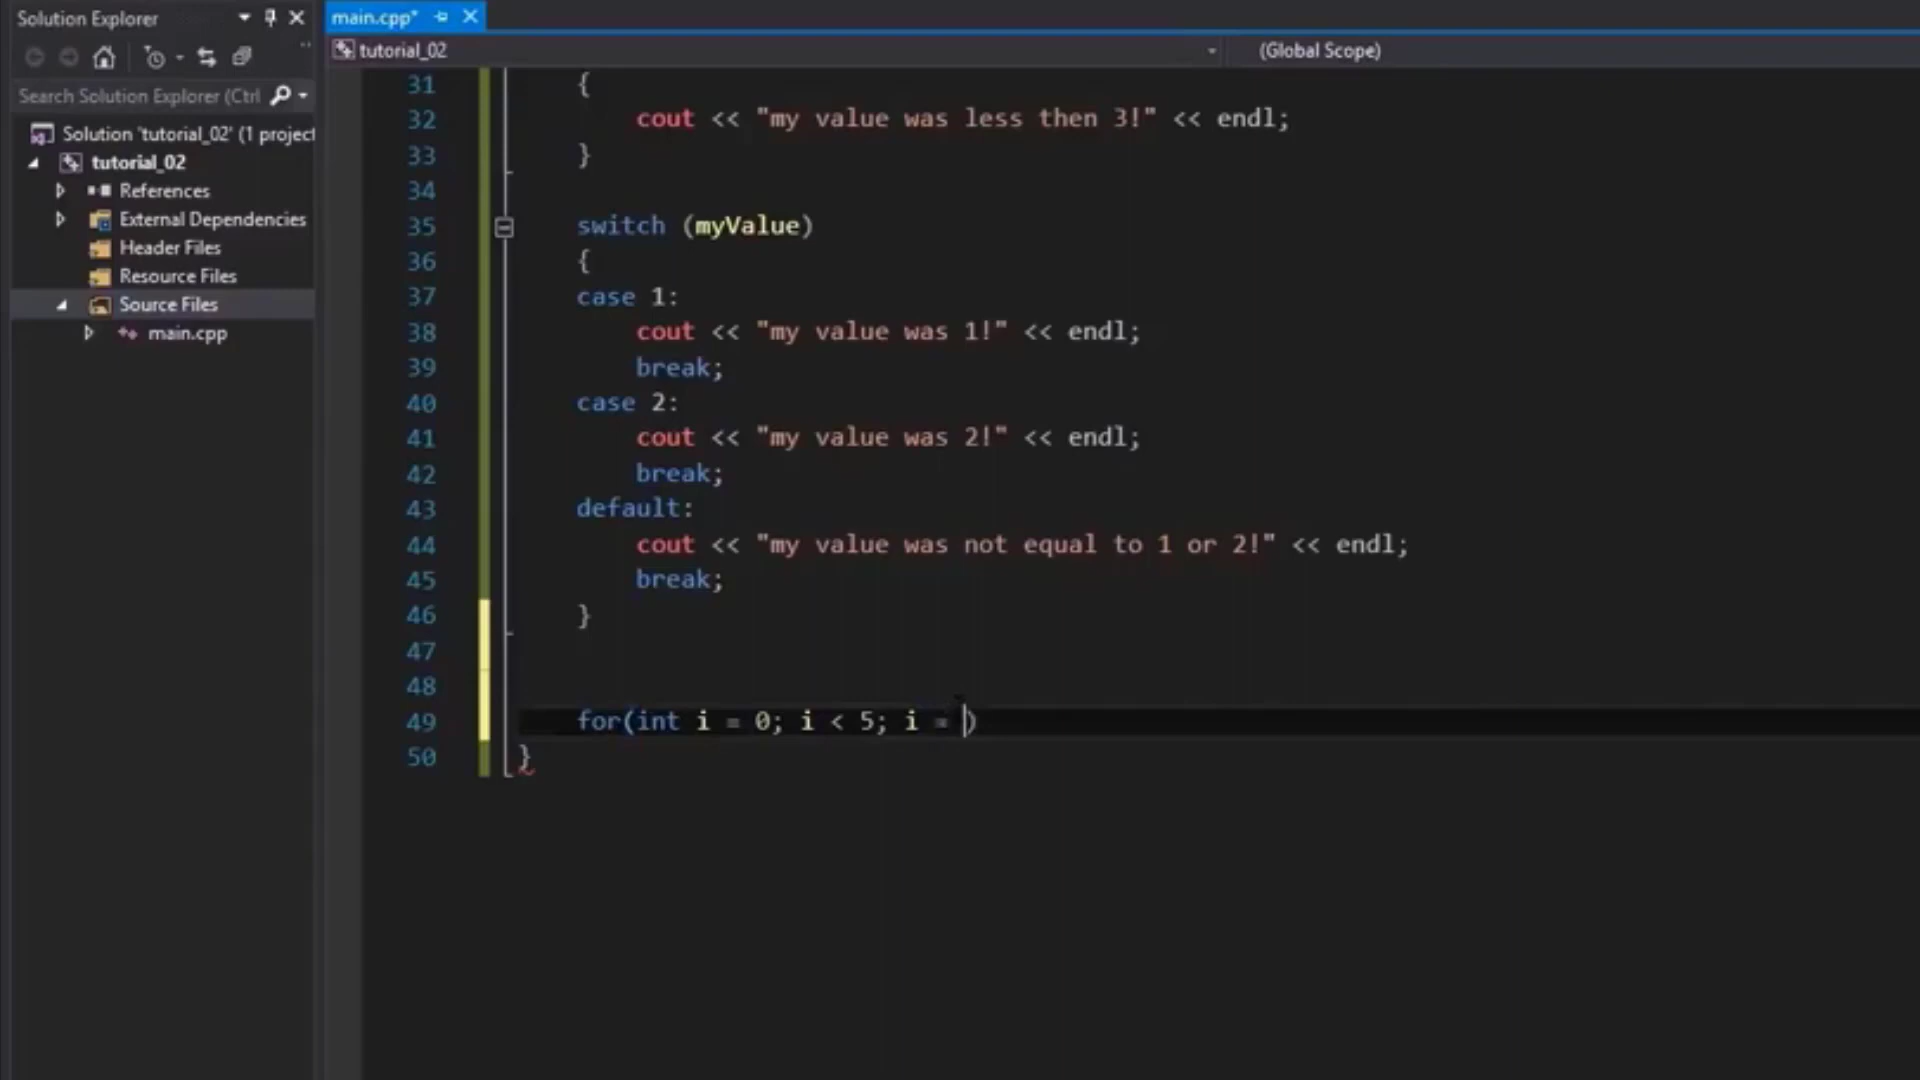 Solution Explorer
main.cpp*
tutorial_02
(Global Scope)
Search Solution Explorer (Ctrl
Solution 'tutorial_02' (1 project
tutorial_02
References
External Dependencies
Header Files
Resource Files
Source Files
main.cpp
31 {
32 cout << "my value was less then 3!" << endl;
33 }
34
35 switch (myValue)
36 {
37 case 1:
38 cout << "my value was 1!" << endl;
39 break;
40 case 2:
41 cout << "my value was 2!" << endl;
42 break;
43 default:
44 cout << "my value was not equal to 1 or 2!" << endl;
45 break;
46 }
47
48
49 for(int i = 0; i < 5; i = )
50 }